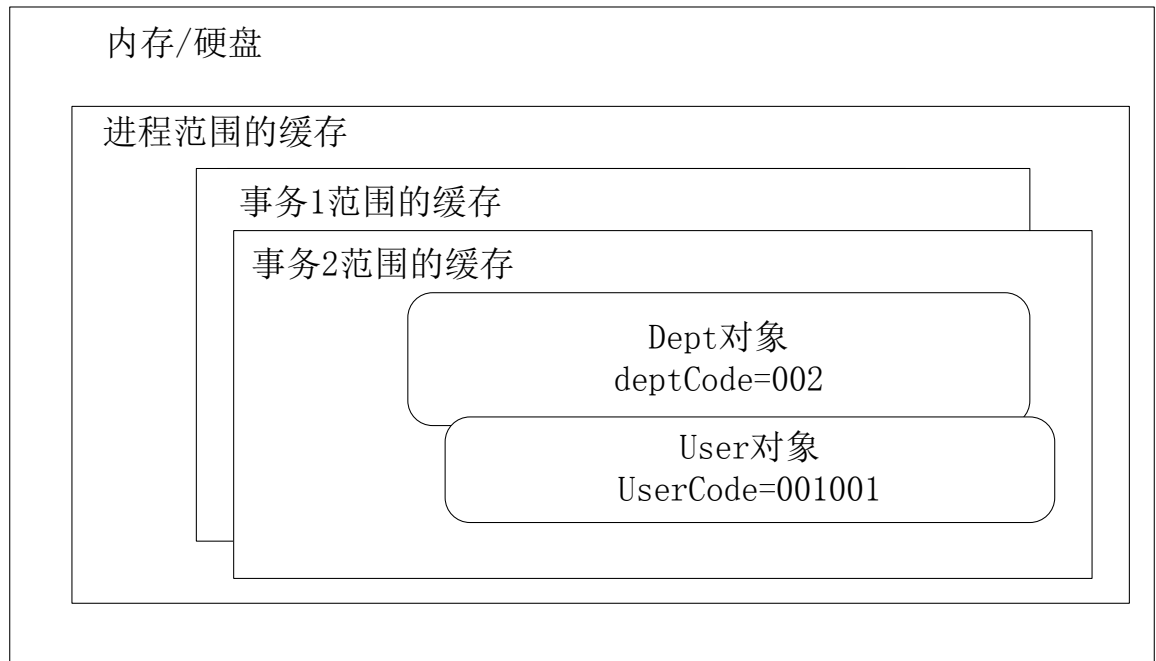 内存/硬盘
进程范围的缓存
事务1范围的缓存
事务2范围的缓存
Dept对象
deptCode=002
User对象
UserCode=001001